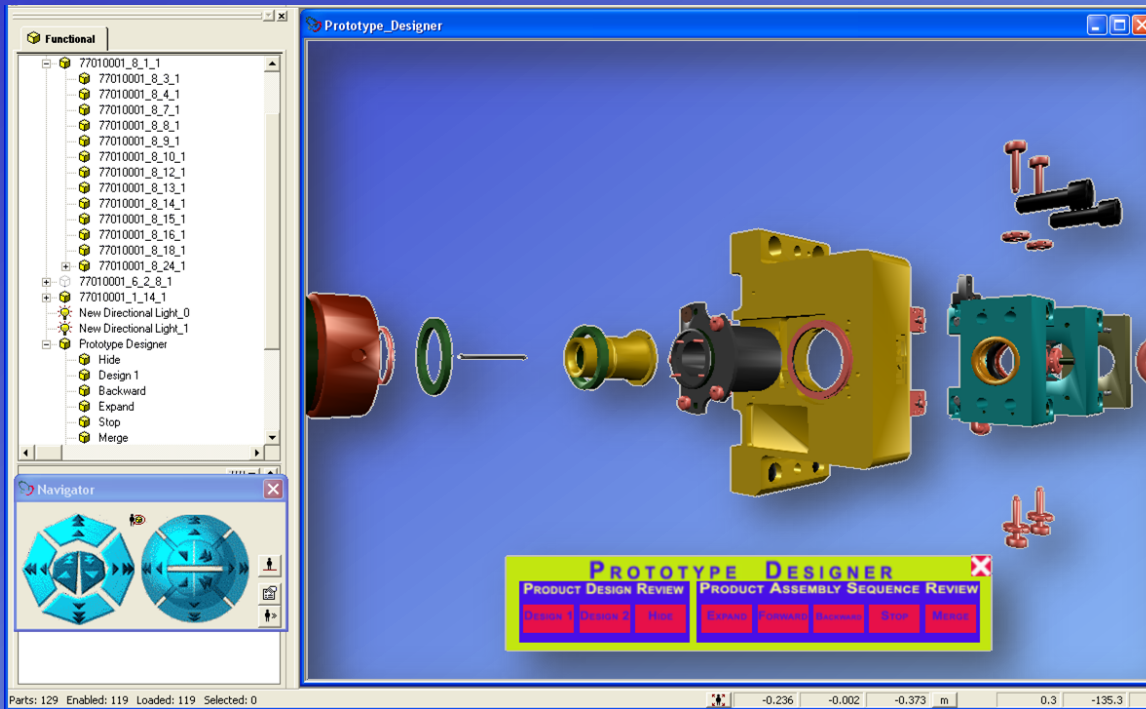 Functional
77010001_8_1_1
77010001_8_3_1
77010001_8_4_1
77010001_8_7_1
77010001_8_8_1
77010001_8_9_1
77010001_8_10_1
77010001_8_12_1
77010001_8_13_1
77010001_8_14_1
77010001_8_15_1
77010001_8_16_1
77010001_8_18_1
77010001_8_24_1
77010001_6_2_8_1
77010001_1_14_1
New Directional Light_0
New Directional Light_1
Prototype Designer
Hide
Design 1
Backward
Expand
Stop
Merge
Navigator
Prototype_Designer
PROTOTYPE DESIGNER
PRODUCT DESIGN REVIEW PRODUCT ASSEMBLY SEQUENCE REVIEW
DESIGN 1 DESIGN 2 HIDE EXPAND FORWARD BACKWARD STOP MERGE
Parts: 129 Enabled: 119 Loaded: 119 Selected: 0 -0.236 -0.002 -0.373 m 0.3 -135.3